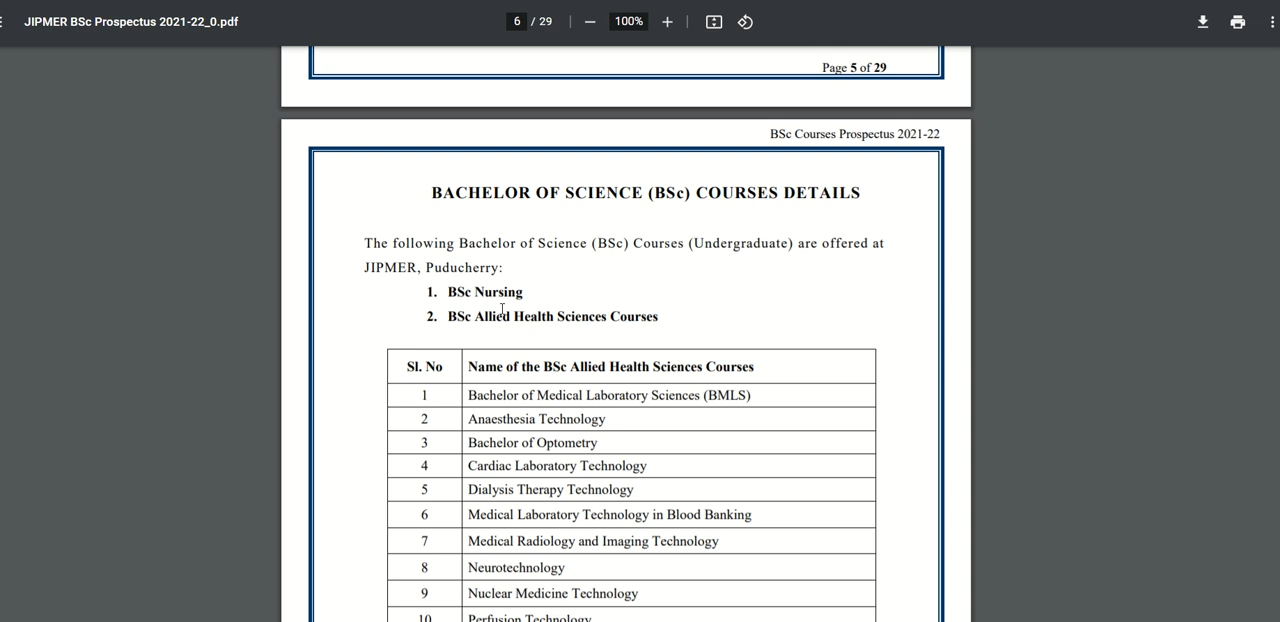 JIPMER BSc Prospectus 2021-22_0.pdf 6 / 29 100%
Page 5 of 29
BSc Courses Prospectus 2021-22
BACHELOR OF SCIENCE (BSc) COURSES DETAILS
The following Bachelor of Science (BSc) Courses (Undergraduate) are offered at
JIPMER, Puducherry:
1. BSc Nursing
2. BSc Allied Health Sciences Courses
Sl. No Name of the BSc Allied Health Sciences Courses
1 Bachelor of Medical Laboratory Sciences (BMLS)
2 Anaesthesia Technology
3 Bachelor of Optometry
4 Cardiac Laboratory Technology
5 Dialysis Therapy Technology
6 Medical Laboratory Technology in Blood Banking
7 Medical Radiology and Imaging Technology
8 Neurotechnology
9 Nuclear Medicine Technology
10 Perfusion Technology